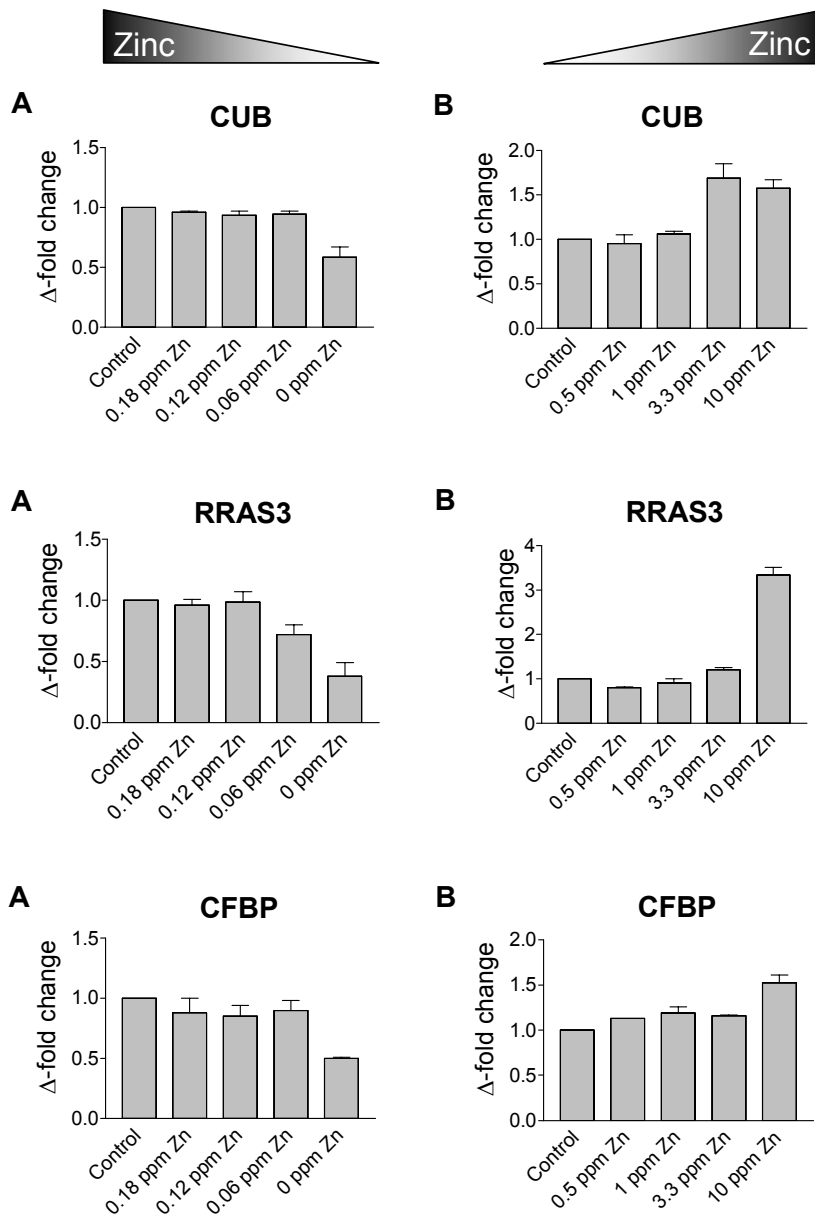 Zinc
Zinc
A
CUB
Δ-fold change
1.5
1.0
0.5
0.0
Control
0.18 ppm Zn
0.12 ppm Zn
0.06 ppm Zn
0 ppm Zn
B
CUB
Δ-fold change
2.0
1.5
1.0
0.5
0.0
Control
0.5 ppm Zn
1 ppm Zn
3.3 ppm Zn
10 ppm Zn
A
RRAS3
Δ-fold change
1.5
1.0
0.5
0.0
Control
0.18 ppm Zn
0.12 ppm Zn
0.06 ppm Zn
0 ppm Zn
B
RRAS3
Δ-fold change
4
3
2
1
0
Control
0.5 ppm Zn
1 ppm Zn
3.3 ppm Zn
10 ppm Zn
A
CFBP
Δ-fold change
1.5
1.0
0.5
0.0
Control
0.18 ppm Zn
0.12 ppm Zn
0.06 ppm Zn
0 ppm Zn
B
CFBP
Δ-fold change
2.0
1.5
1.0
0.5
0.0
Control
0.5 ppm Zn
1 ppm Zn
3.3 ppm Zn
10 ppm Zn